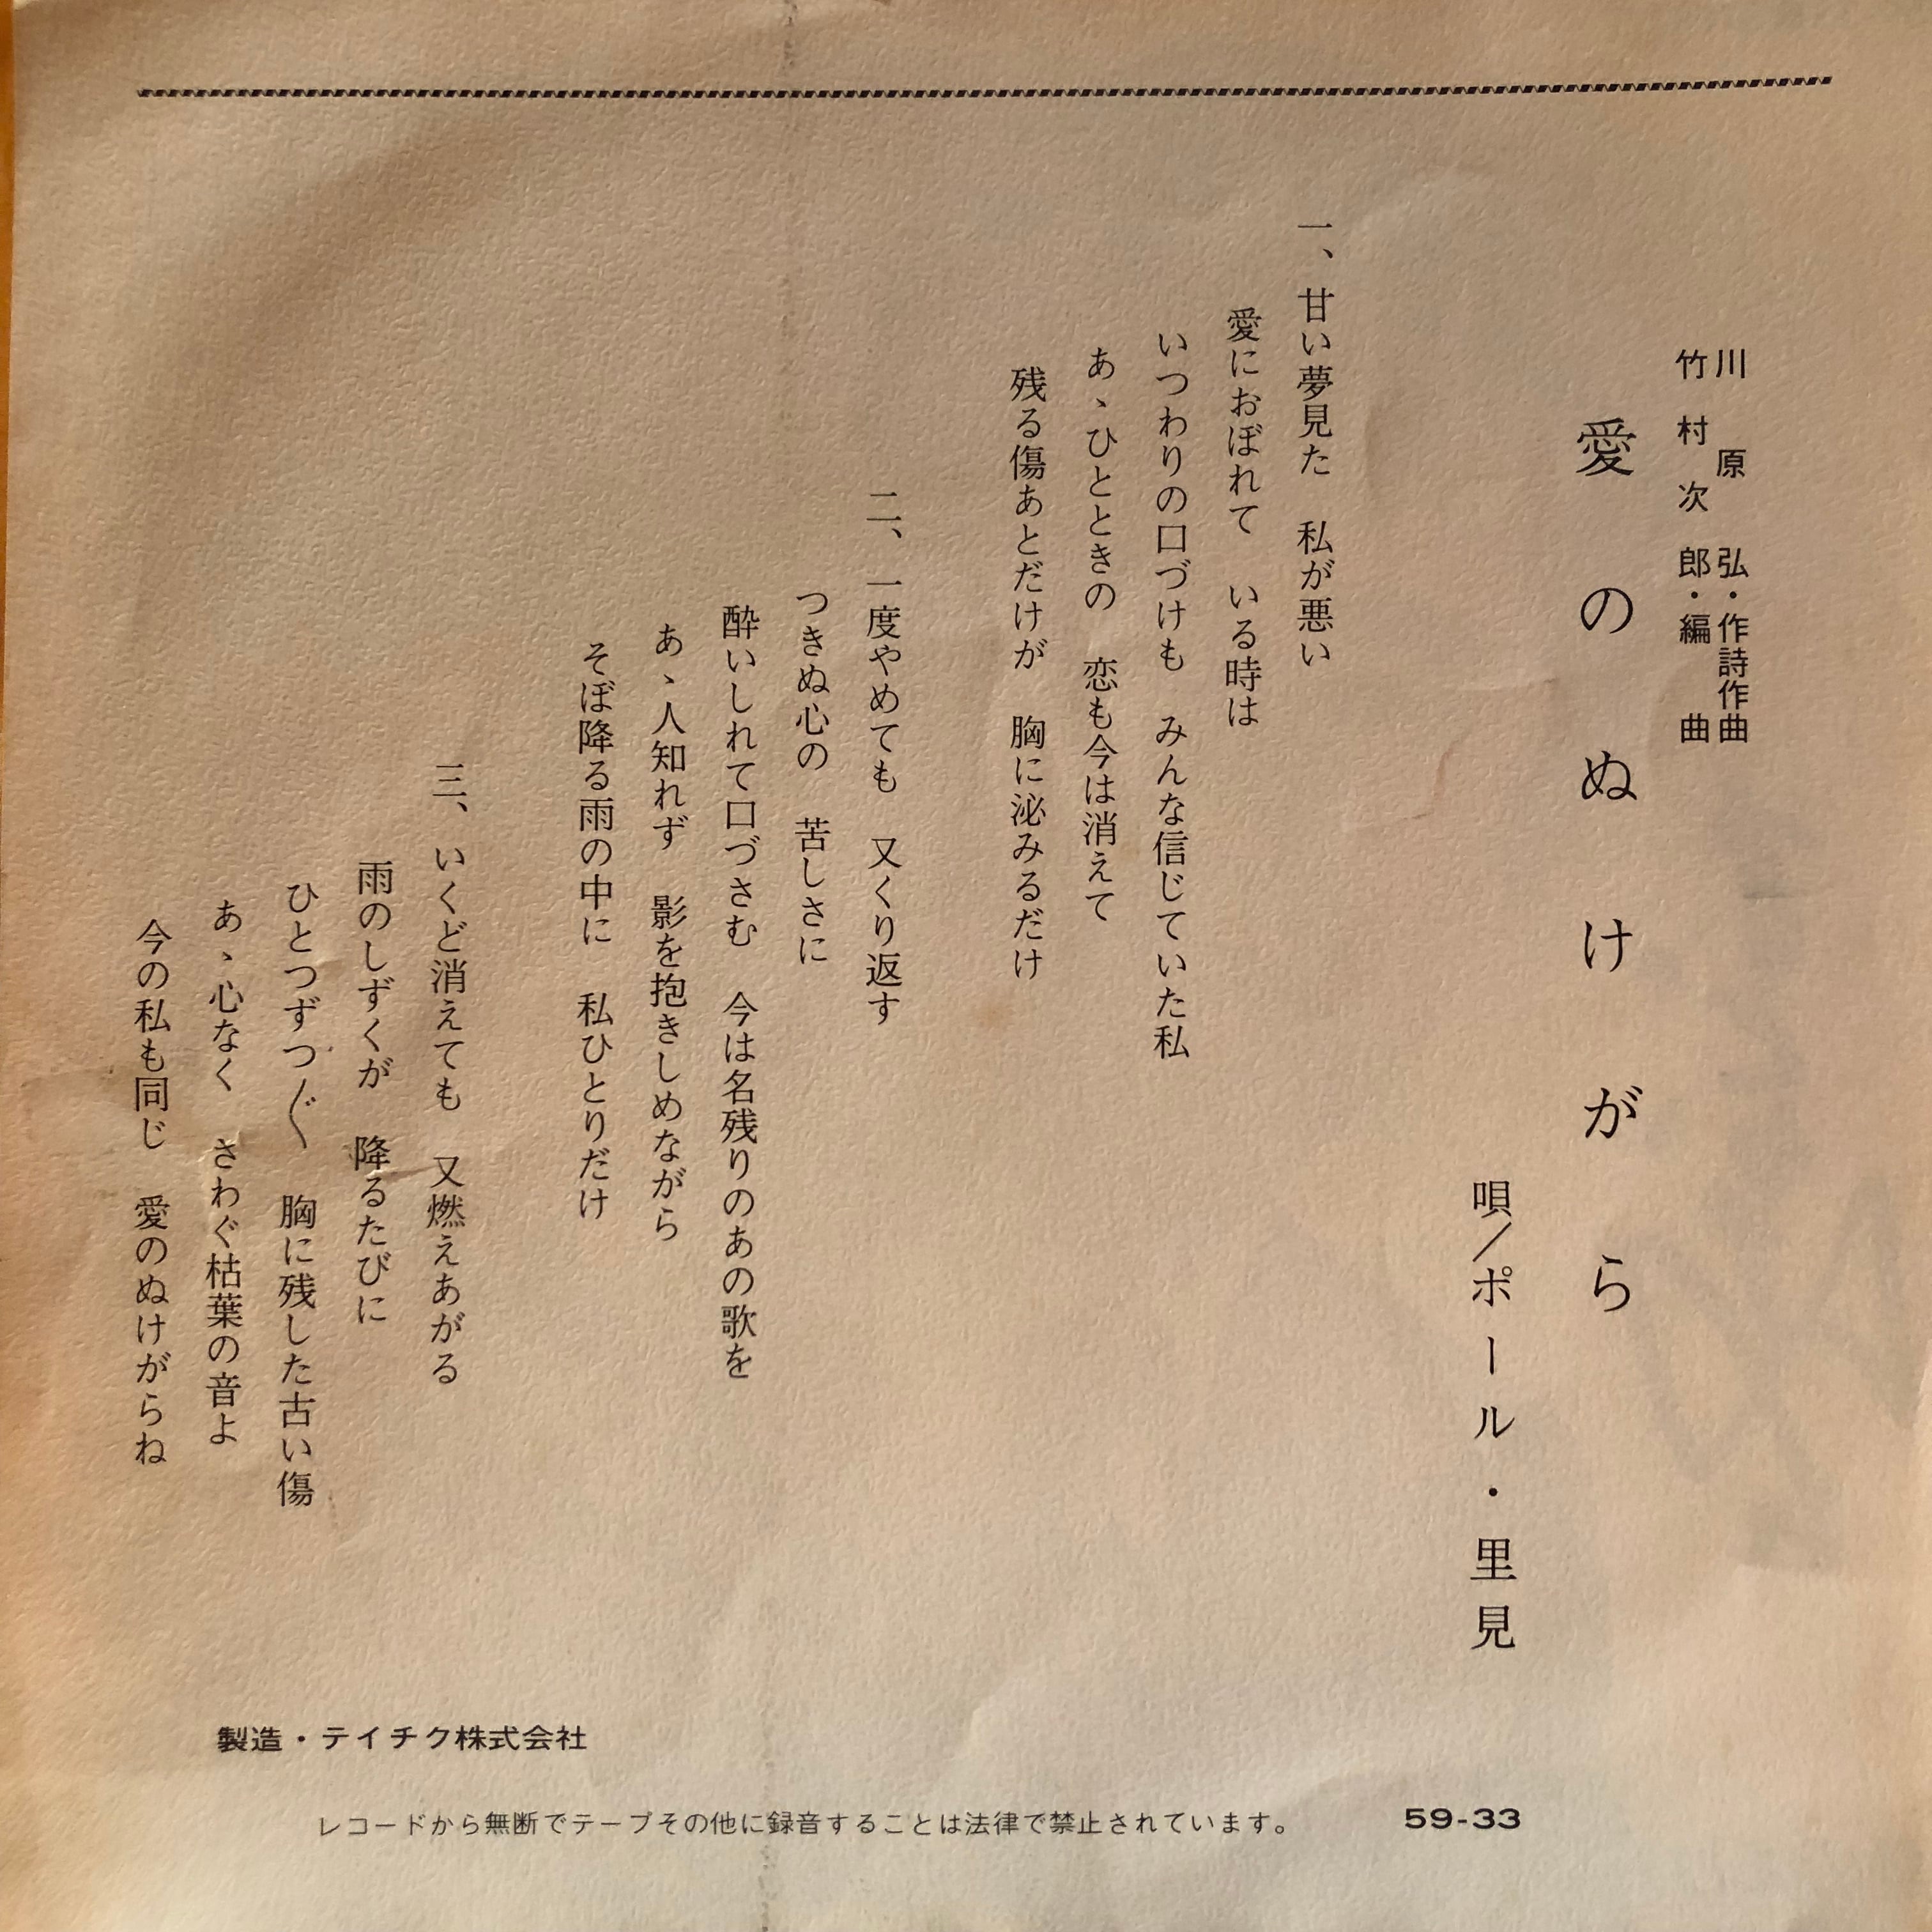 川原弘・作詩作曲
竹村次郎・編曲
愛のぬけがら
唄／ポール・里見
一、甘い夢見た　私が悪い
愛におぼれて　いる時は
いつわりの口づけも　みんな信じていた私
あゝひとときの　恋も今は消えて
残る傷あとだけが　胸に泌みるだけ
二、一度やめても　又くり返す
つきぬ心の　苦しさに
酔いしれて口づさむ　今は名残りのあの歌を
あゝ人知れず　影を抱きしめながら
そぼ降る雨の中に　私ひとりだけ
三、いくど消えても　又燃えあがる
雨のしずくが　降るたびに
ひとつずつ〲　胸に残した古い傷
あゝ心なく　さわぐ枯葉の音よ
今の私も同じ　愛のぬけがらね
製造・テイチク株式会社
レコードから無断でテープその他に録音することは法律で禁止されています。　59-33